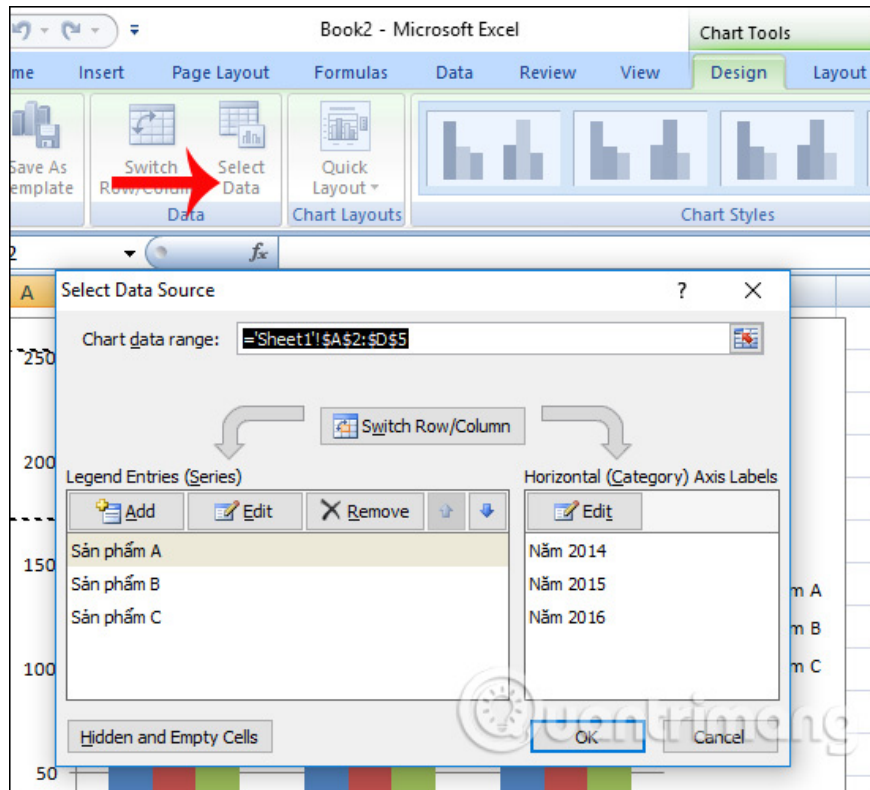 Book2 - Microsoft Excel
Chart Tools
me Insert Page Layout Formulas Data Review View Design Layout
Save As
emplate
Switch
Row/Column
Select
Data
Quick
Layout
Data
Chart Layouts
Chart Styles
2
fx
A
Select Data Source
?
Chart data range: ='Sheet1'!$A$2:$D$5
Switch Row/Column
Legend Entries (Series)
Horizontal (Category) Axis Labels
Add Edit Remove
Edit
Sản phẩm A
Sản phẩm B
Sản phẩm C
Năm 2014
Năm 2015
Năm 2016
Hidden and Empty Cells
OK
Cancel
250
200
150
100
50
m A
m B
m C
Quantrimang